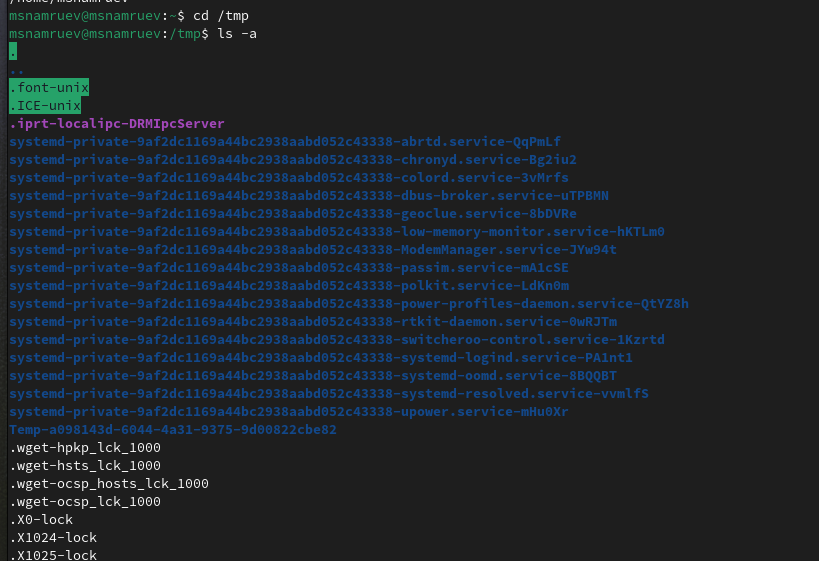 msnamruev@msnamruev:~$ cd /tmp
msnamruev@msnamruev:/tmp$ ls -a
.
..
.font-unix
.ICE-unix
.iprt-localipc-DRMIpcServer
systemd-private-9af2dc1169a44bc2938aabd052c43338-abrtd.service-QqPmLf
systemd-private-9af2dc1169a44bc2938aabd052c43338-chronyd.service-Bg2iu2
systemd-private-9af2dc1169a44bc2938aabd052c43338-colord.service-3vMrfs
systemd-private-9af2dc1169a44bc2938aabd052c43338-dbus-broker.service-uTPBMN
systemd-private-9af2dc1169a44bc2938aabd052c43338-geoclue.service-8bDVRe
systemd-private-9af2dc1169a44bc2938aabd052c43338-low-memory-monitor.service-hKTLm0
systemd-private-9af2dc1169a44bc2938aabd052c43338-ModemManager.service-JYw94t
systemd-private-9af2dc1169a44bc2938aabd052c43338-passim.service-mA1cSE
systemd-private-9af2dc1169a44bc2938aabd052c43338-polkit.service-LdKn0m
systemd-private-9af2dc1169a44bc2938aabd052c43338-power-profiles-daemon.service-QtYZ8h
systemd-private-9af2dc1169a44bc2938aabd052c43338-rtkit-daemon.service-0wRJTm
systemd-private-9af2dc1169a44bc2938aabd052c43338-switcheroo-control.service-1Kzrtd
systemd-private-9af2dc1169a44bc2938aabd052c43338-systemd-logind.service-PA1nt1
systemd-private-9af2dc1169a44bc2938aabd052c43338-systemd-oomd.service-8BQQBT
systemd-private-9af2dc1169a44bc2938aabd052c43338-systemd-resolved.service-vvmlfS
systemd-private-9af2dc1169a44bc2938aabd052c43338-upower.service-mHu0Xr
Temp-a098143d-6044-4a31-9375-9d00822cbe82
.wget-hpkp_lck_1000
.wget-hsts_lck_1000
.wget-ocsp_hosts_lck_1000
.wget-ocsp_lck_1000
.X0-lock
.X1024-lock
.X1025-lock